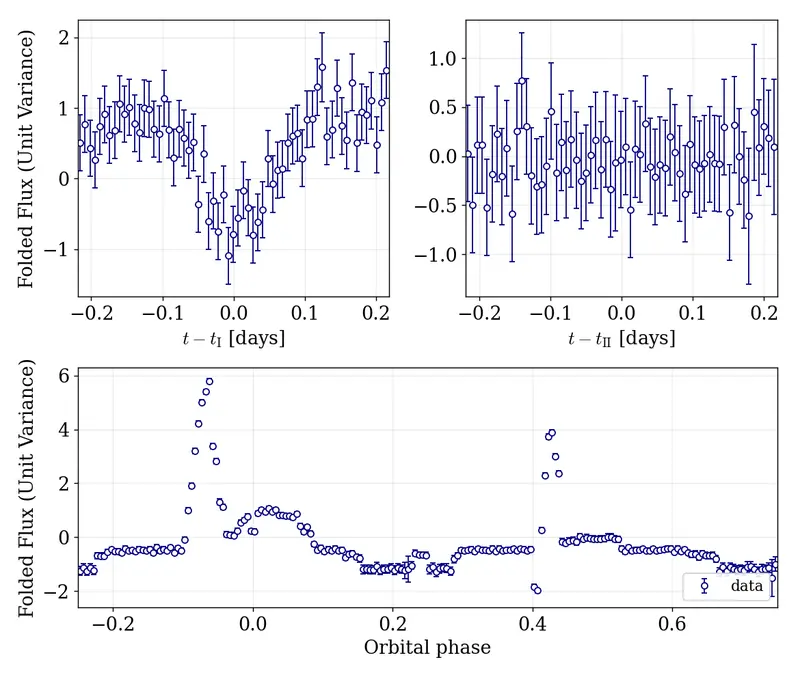 Folded Flux (Unit Variance)
2
1
0
−1
−0.2 −0.1 0.0 0.1 0.2
t − t_I [days]
1.0
0.5
0.0
−0.5
−1.0
−0.2 −0.1 0.0 0.1 0.2
t − t_II [days]
Folded Flux (Unit Variance)
6
4
2
0
−2
data
−0.2 0.0 0.2 0.4 0.6
Orbital phase